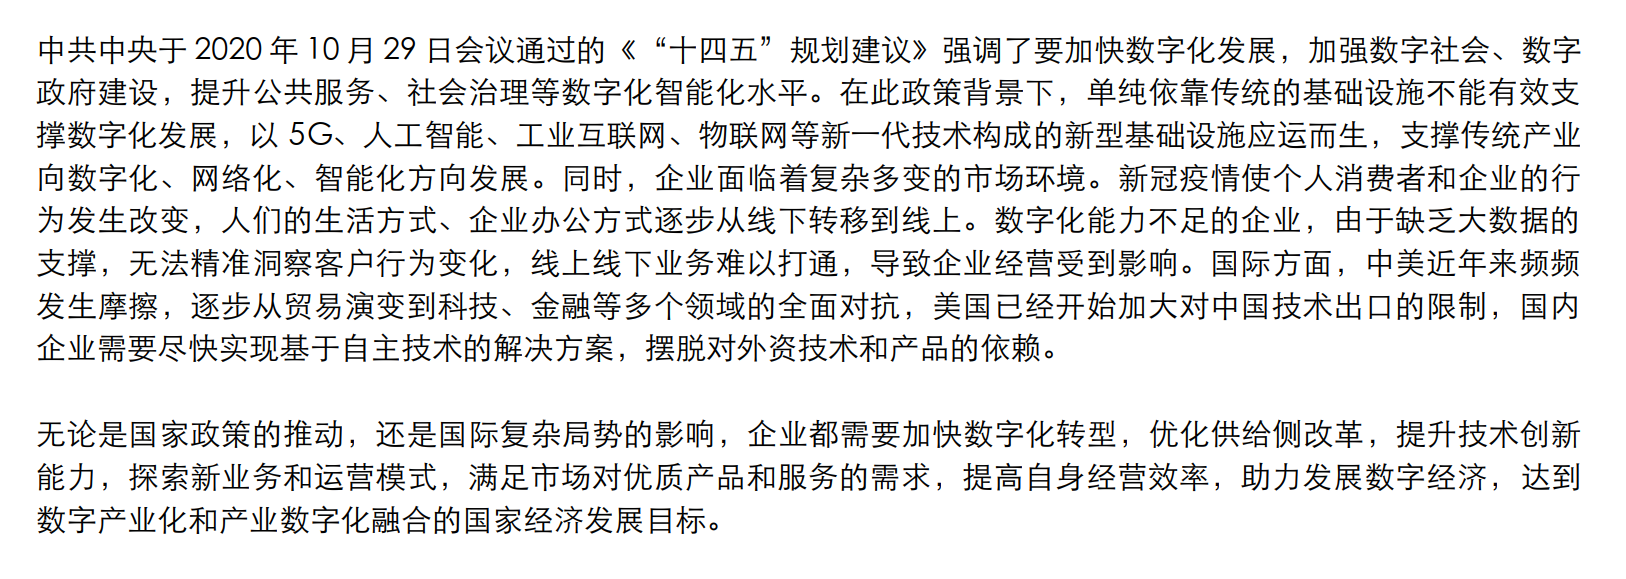 中共中央于 2020 年 10 月 29 日会议通过的《 “十四五” 规划建议》强调了要加快数字化发展，加强数字社会、数字
政府建设，提升公共服务、社会治理等数字化智能化水平。在此政策背景下，单纯依靠传统的基础设施不能有效支
撑数字化发展，以 5G、人工智能、工业互联网、物联网等新一代技术构成的新型基础设施应运而生，支撑传统产业
向数字化、网络化、智能化方向发展。同时，企业面临着复杂多变的市场环境。新冠疫情使个人消费者和企业的行
为发生改变，人们的生活方式、企业办公方式逐步从线下转移到线上。数字化能力不足的企业，由于缺乏大数据的
支撑，无法精准洞察客户行为变化，线上线下业务难以打通，导致企业经营受到影响。国际方面，中美近年来频频
发生摩擦，逐步从贸易演变到科技、金融等多个领域的全面对抗，美国已经开始加大对中国技术出口的限制，国内
企业需要尽快实现基于自主技术的解决方案，摆脱对外资技术和产品的依赖。
无论是国家政策的推动，还是国际复杂局势的影响，企业都需要加快数字化转型，优化供给侧改革，提升技术创新
能力，探索新业务和运营模式，满足市场对优质产品和服务的需求，提高自身经营效率，助力发展数字经济，达到
数字产业化和产业数字化融合的国家经济发展目标。